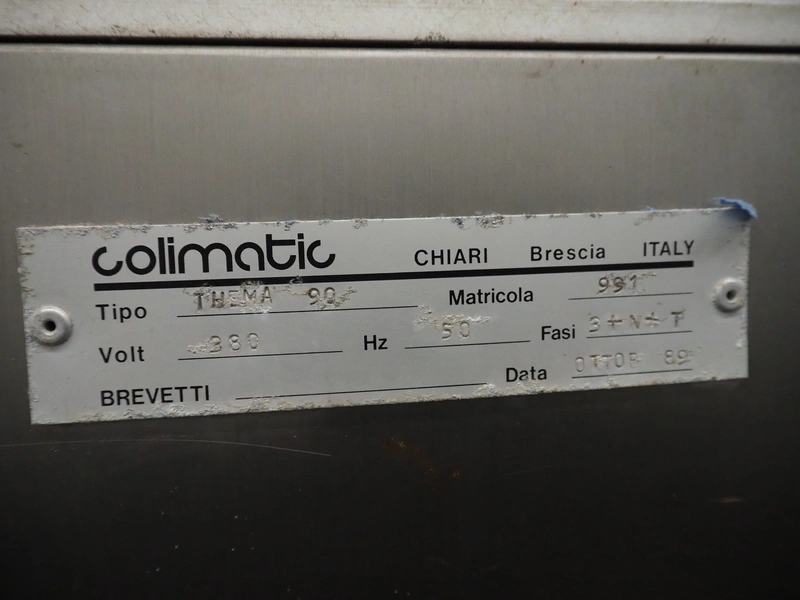 colimatic CHIARI Brescia ITALY
Tipo THEMA 90 Matricola 991
Volt 380 Hz 50 Fasi 3+N+T
BREVETTI Data OTTOB 89